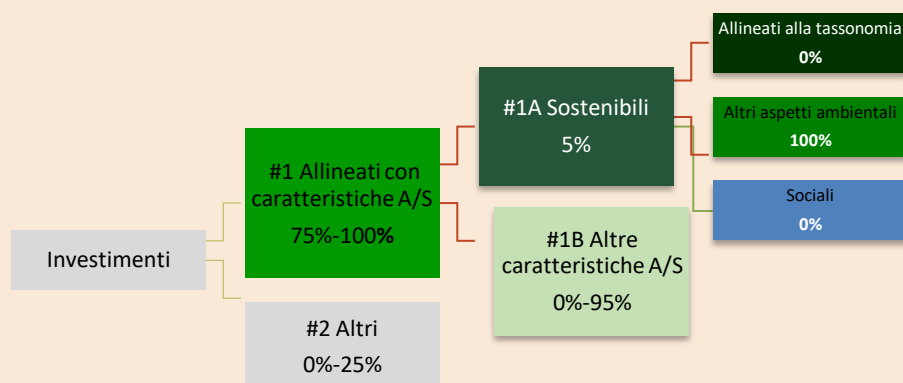 Investimenti
#1 Allineati con
caratteristiche A/S
75%-100%
#2 Altri
0%-25%
#1A Sostenibili
5%
#1B Altre
caratteristiche A/S
0%-95%
Allineati alla tassonomia
0%
Altri aspetti ambientali
100%
Sociali
0%